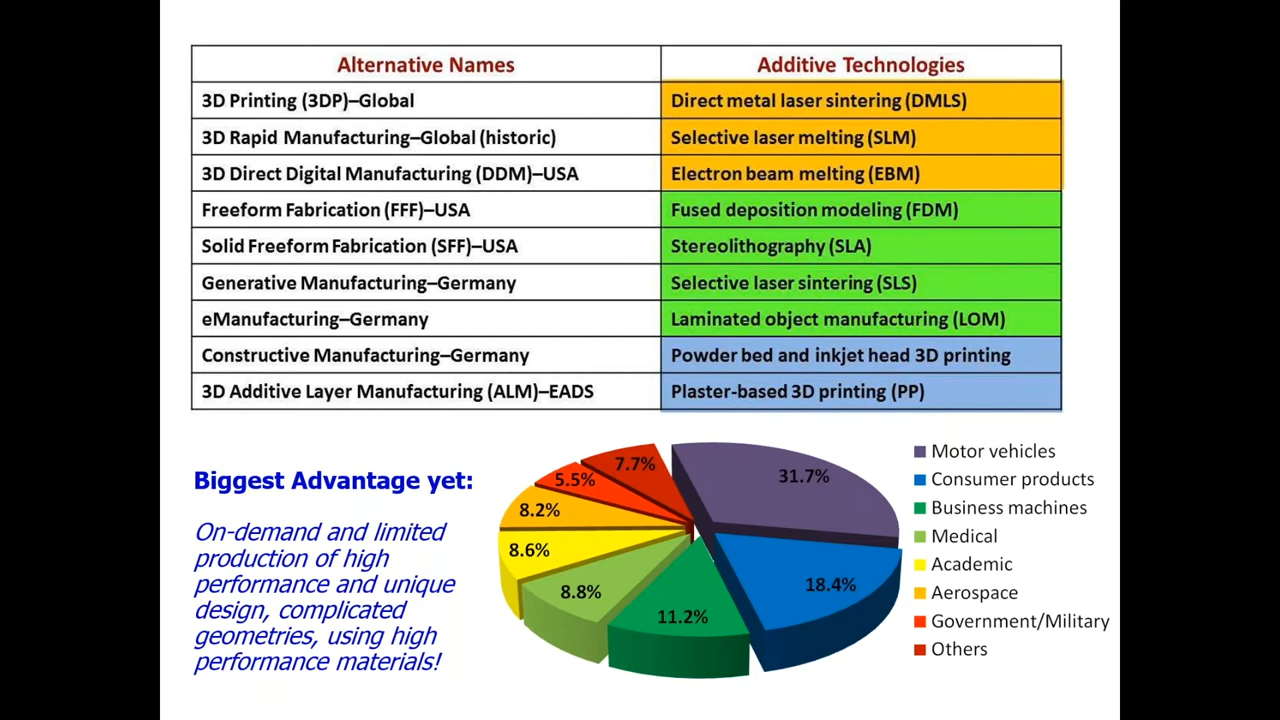 Alternative Names
Additive Technologies
3D Printing (3DP)–Global
Direct metal laser sintering (DMLS)
3D Rapid Manufacturing–Global (historic)
Selective laser melting (SLM)
3D Direct Digital Manufacturing (DDM)–USA
Electron beam melting (EBM)
Freeform Fabrication (FFF)–USA
Fused deposition modeling (FDM)
Solid Freeform Fabrication (SFF)–USA
Stereolithography (SLA)
Generative Manufacturing–Germany
Selective laser sintering (SLS)
eManufacturing–Germany
Laminated object manufacturing (LOM)
Constructive Manufacturing–Germany
Powder bed and inkjet head 3D printing
3D Additive Layer Manufacturing (ALM)–EADS
Plaster-based 3D printing (PP)
Biggest Advantage yet:
On-demand and limited
production of high
performance and unique
design, complicated
geometries, using high
performance materials!
31.7%
18.4%
11.2%
8.8%
8.6%
8.2%
5.5%
7.7%
Motor vehicles
Consumer products
Business machines
Medical
Academic
Aerospace
Government/Military
Others